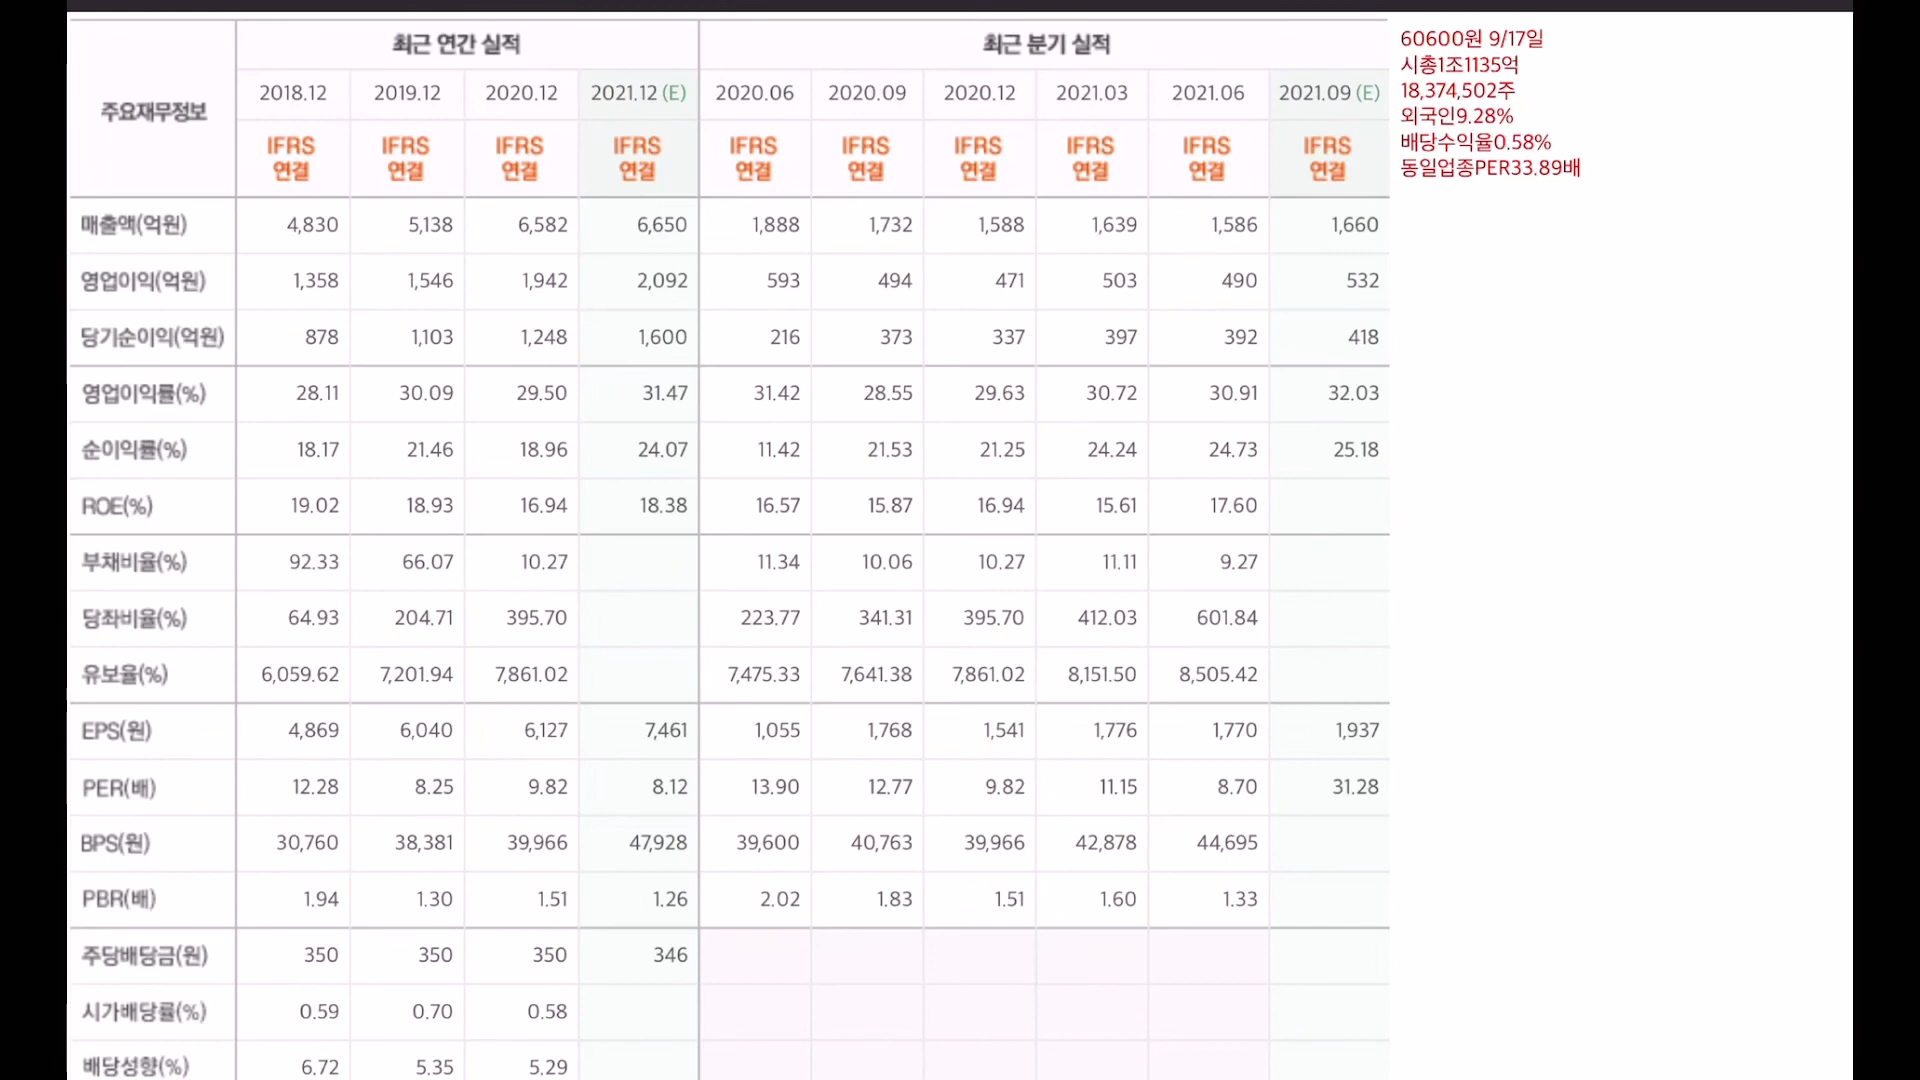 주요재무정보 최근 연간 실적 최근 분기 실적
2018.12 2019.12 2020.12 2021.12 (E) 2020.06 2020.09 2020.12 2021.03 2021.06 2021.09 (E)
IFRS IFRS IFRS IFRS IFRS IFRS IFRS IFRS IFRS IFRS
연결 연결 연결 연결 연결 연결 연결 연결 연결 연결
매출액(억원) 4,830 5,138 6,582 6,650 1,888 1,732 1,588 1,639 1,586 1,660
영업이익(억원) 1,358 1,546 1,942 2,092 593 494 471 503 490 532
당기순이익(억원) 878 1,103 1,248 1,600 216 373 337 397 392 418
영업이익률(%) 28.11 30.09 29.50 31.47 31.42 28.55 29.63 30.72 30.91 32.03
순이익률(%) 18.17 21.46 18.96 24.07 11.42 21.53 21.25 24.24 24.73 25.18
ROE(%) 19.02 18.93 16.94 18.38 16.57 15.87 16.94 15.61 17.60
부채비율(%) 92.33 66.07 10.27 11.34 10.06 10.27 11.11 9.27
당좌비율(%) 64.93 204.71 395.70 223.77 341.31 395.70 412.03 601.84
유보율(%) 6,059.62 7,201.94 7,861.02 7,475.33 7,641.38 7,861.02 8,151.50 8,505.42
EPS(원) 4,869 6,040 6,127 7,461 1,055 1,768 1,541 1,776 1,770 1,937
PER(배) 12.28 8.25 9.82 8.12 13.90 12.77 9.82 11.15 8.70 31.28
BPS(원) 30,760 38,381 39,966 47,928 39,600 40,763 39,966 42,878 44,695
PBR(배) 1.94 1.30 1.51 1.26 2.02 1.83 1.51 1.60 1.33
주당배당금(원) 350 350 350 346
시가배당률(%) 0.59 0.70 0.58
배당성향(%) 6.72 5.35 5.29
60600원 9/17일
시총1조1135억
18,374,502주
외국인9.28%
배당수익율0.58%
동일업종PER33.89배